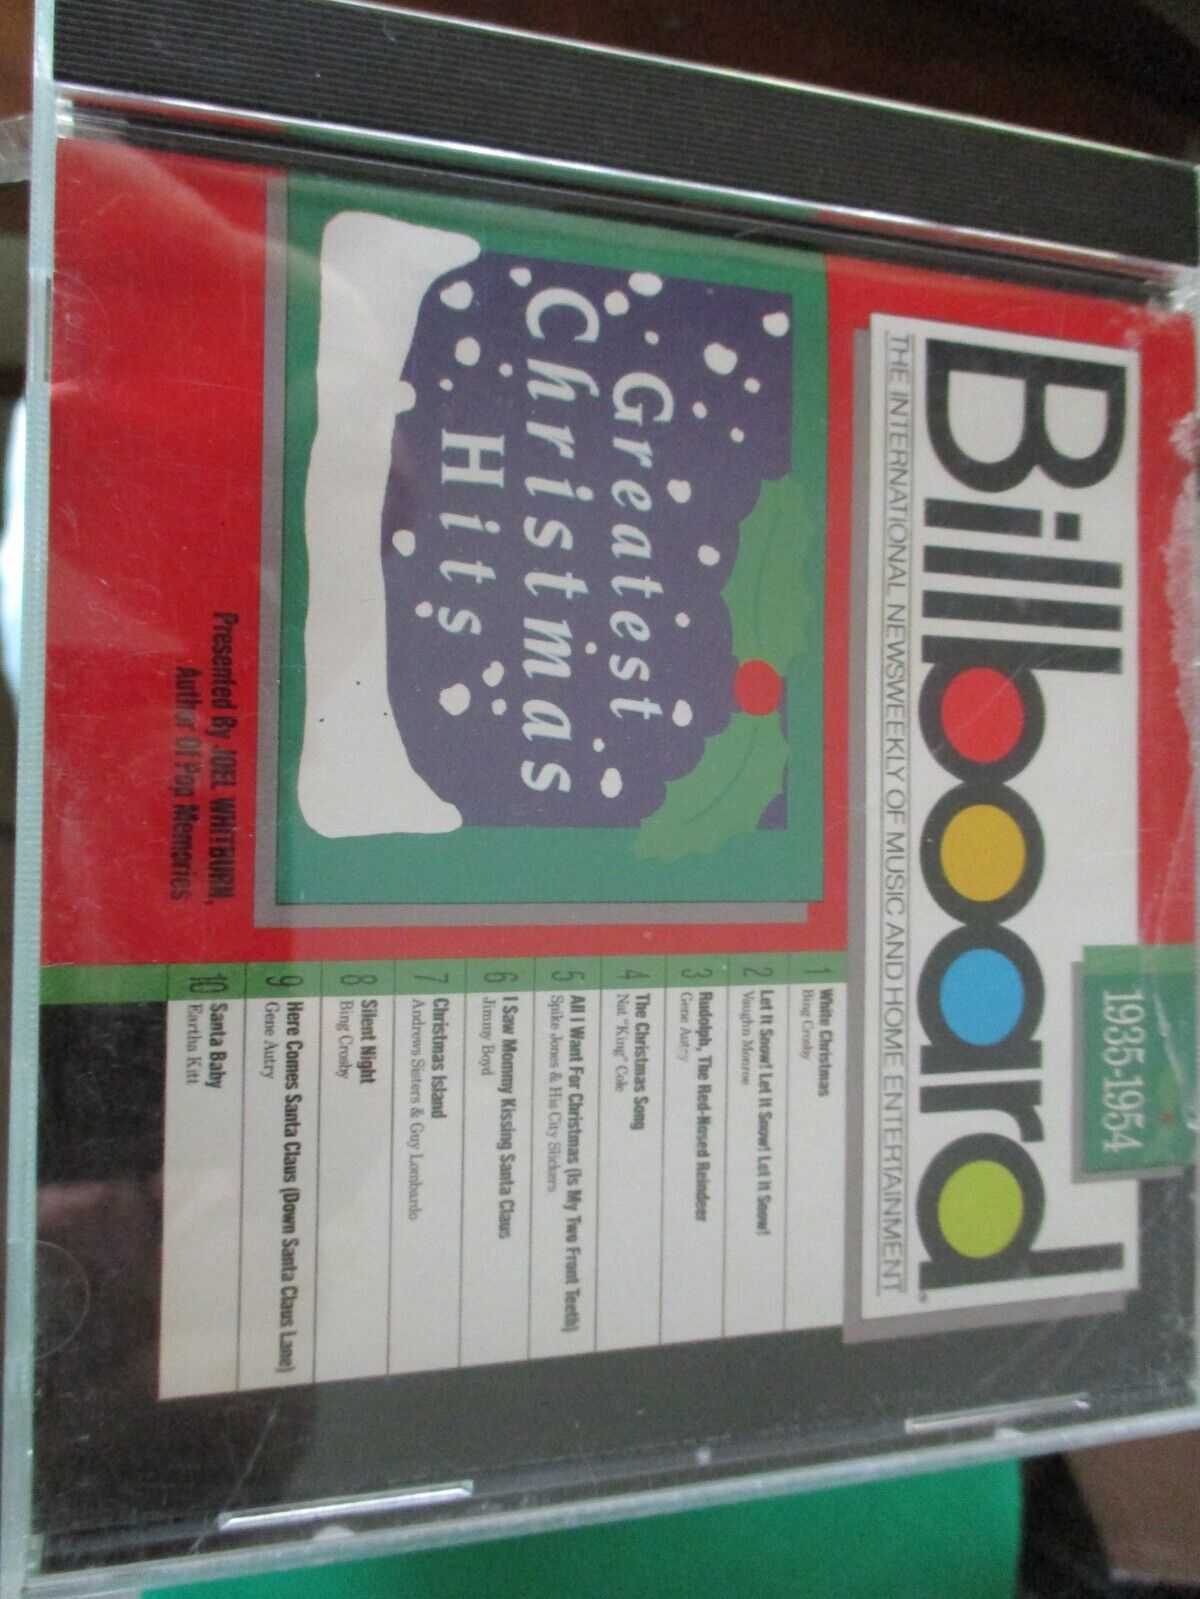 1935-1954
Billboard®
THE INTERNATIONAL NEWSWEEKLY OF MUSIC AND HOME ENTERTAINMENT
Greatest
Christmas
Hits
Presented By JOEL WHITBURN,
Author Of Pop Memories
1 White Christmas
Bing Crosby
2 Let It Snow! Let It Snow! Let It Snow!
Vaughn Monroe
3 Rudolph, The Red-Nosed Reindeer
Gene Autry
4 The Christmas Song
Nat "King" Cole
5 All I Want For Christmas (Is My Two Front Teeth)
Spike Jones & His City Slickers
6 I Saw Mommy Kissing Santa Claus
Jimmy Boyd
7 Christmas Island
Andrews Sisters & Guy Lombardo
8 Silent Night
Bing Crosby
9 Here Comes Santa Claus (Down Santa Claus Lane)
Gene Autry
10 Santa Baby
Eartha Kitt